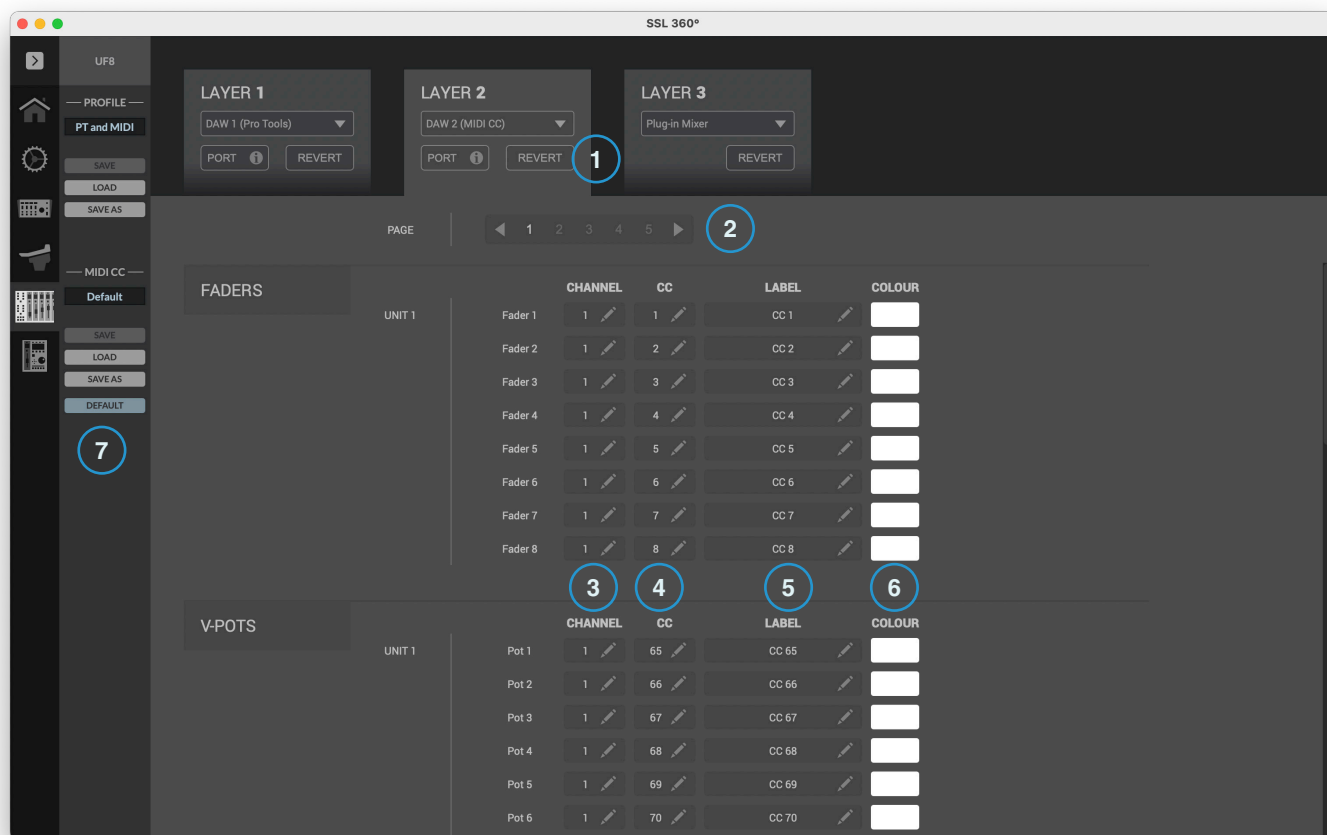 SSL 360°
UF8
PROFILE
PT and MIDI
SAVE
LOAD
SAVE AS
MIDI CC
Default
SAVE
LOAD
SAVE AS
DEFAULT
7
LAYER 1
DAW 1 (Pro Tools)
PORT i REVERT
LAYER 2
DAW 2 (MIDI CC)
PORT i REVERT
1
LAYER 3
Plug-in Mixer
REVERT
PAGE 1 2 3 4 5
2
FADERS
CHANNEL CC LABEL COLOUR
UNIT 1 Fader 1 1 1 CC 1
Fader 2 1 2 CC 2
Fader 3 1 3 CC 3
Fader 4 1 4 CC 4
Fader 5 1 5 CC 5
Fader 6 1 6 CC 6
Fader 7 1 7 CC 7
Fader 8 1 8 CC 8
3 4 5 6
V-POTS
CHANNEL CC LABEL COLOUR
UNIT 1 Pot 1 1 65 CC 65
Pot 2 1 66 CC 66
Pot 3 1 67 CC 67
Pot 4 1 68 CC 68
Pot 5 1 69 CC 69
Pot 6 1 70 CC 70